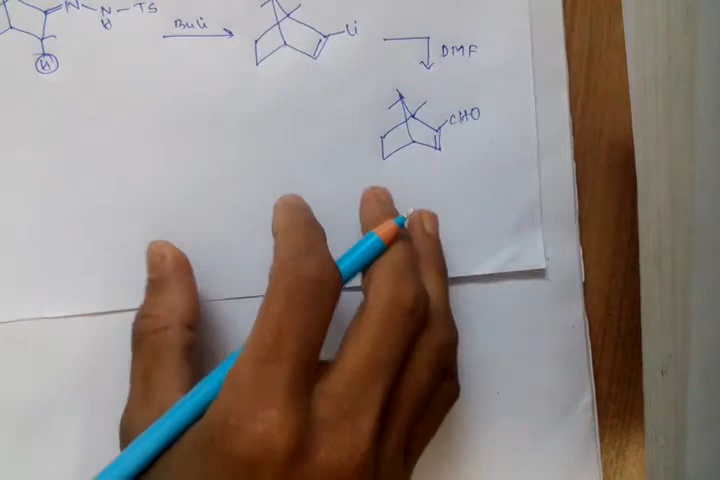 N-N-TS
H
H
BuLi
Li
DMF
CHO